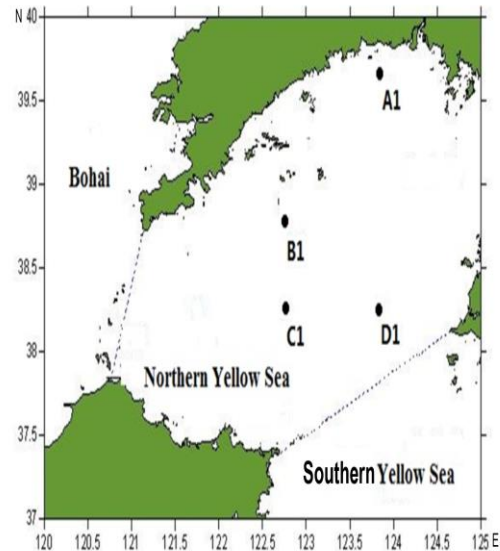 N 40
39.5
39
38.5
38
37.5
37
A1
Bohai
B1
C1
D1
Northern Yellow Sea
Southern Yellow Sea
120 120.5 121 121.5 122 122.5 123 123.5 124 124.5 125 E